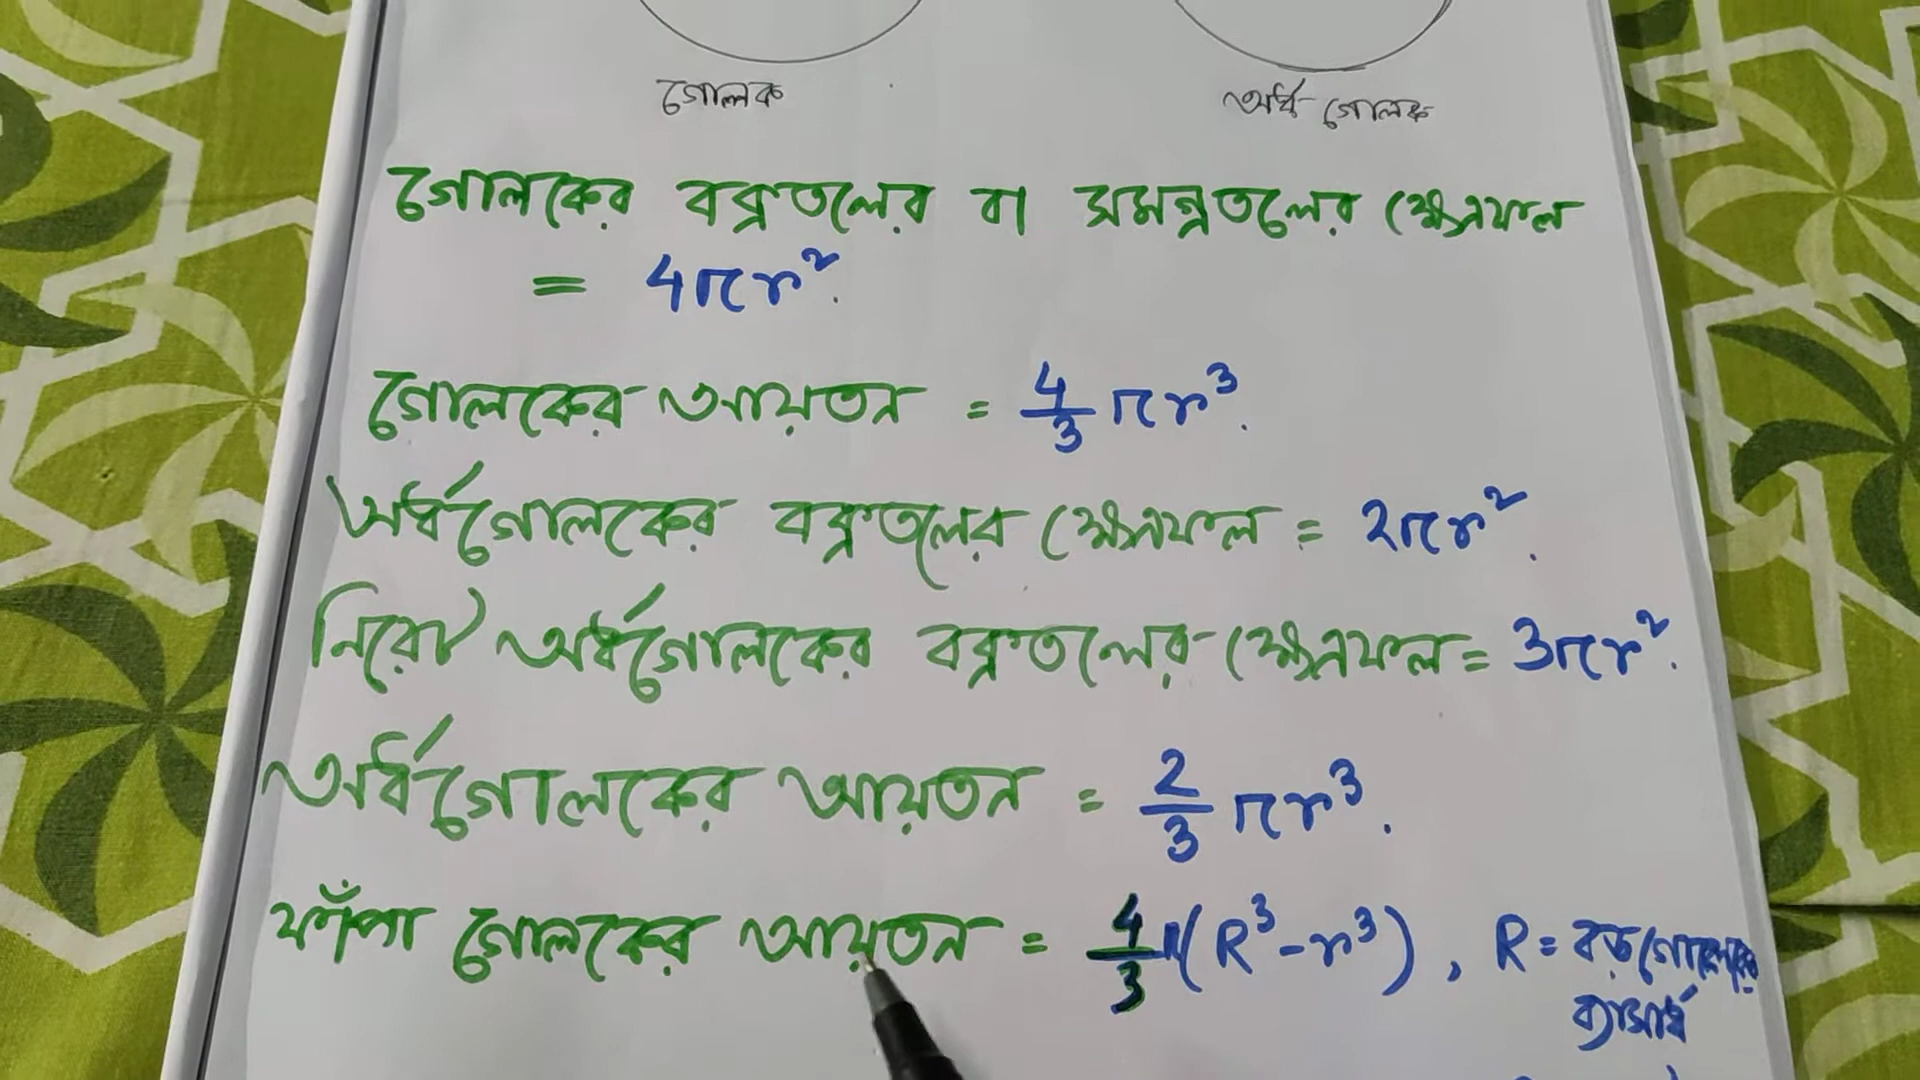 গোলক
অর্ধ গোলক
গোলকের বক্রতলের বা সমগ্রতলের ক্ষেত্রফল
= 4πr²
গোলকের আয়তন = 4/3 πr³.
অর্ধগোলকের বক্রতলের ক্ষেত্রফল = 2πr².
নিরেট অর্ধগোলকের বক্রতলের ক্ষেত্রফল = 3πr².
অর্ধগোলকের আয়তন = 2/3 πr³.
ফাঁপা গোলকের আয়তন = 4/3 π(R³-r³), R = বড়গোলকের
ব্যাসার্ধ